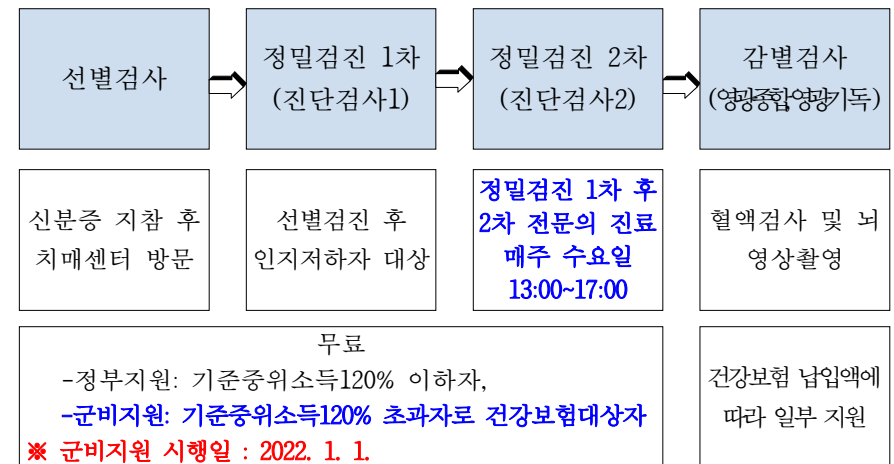 선별검사
정밀검진 1차
(진단검사1)
정밀검진 2차
(진단검사2)
감별검사
(영광종합,영광기독)
신분증 지참 후
치매센터 방문
선별검진 후
인지저하자 대상
정밀검진 1차 후
2차 전문의 진료
매주 수요일
13:00~17:00
혈액검사 및 뇌
영상촬영
무료
-정부지원: 기준중위소득120% 이하자,
-군비지원: 기준중위소득120% 초과자로 건강보험대상자
※ 군비지원 시행일 : 2022. 1. 1.
건강보험 납입액에
따라 일부 지원